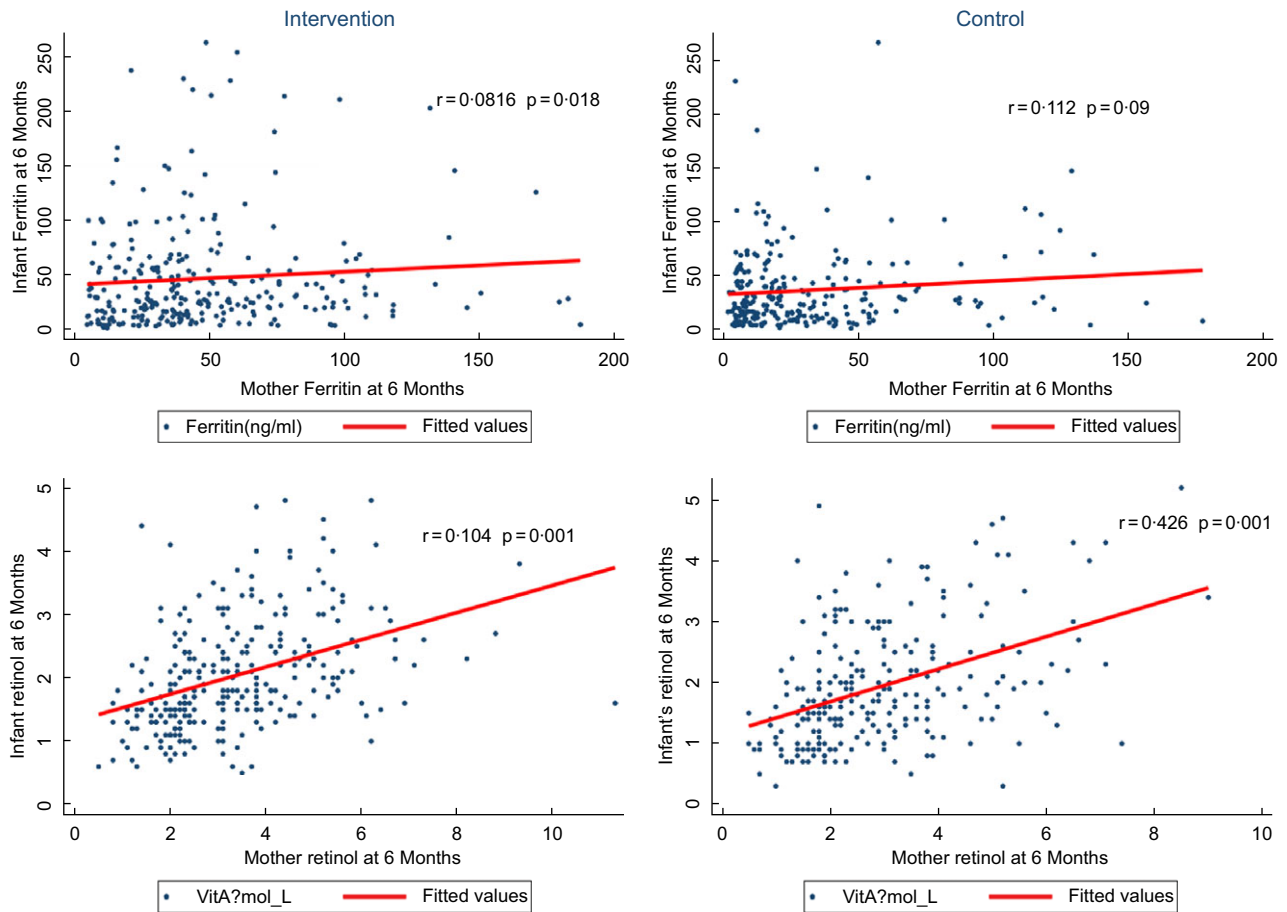 Intervention
Control
Infant Ferritin at 6 Months
250
200
150
100
50
0
r=0·0816 p=0·018
0 50 100 150 200
Mother Ferritin at 6 Months
Ferritin(ng/ml) Fitted values
Infant Ferritin at 6 Months
250
200
150
100
50
0
r=0·112 p=0·09
0 50 100 150 200
Mother Ferritin at 6 Months
Ferritin(ng/ml) Fitted values
Infant retinol at 6 Months
5
4
3
2
1
0
r=0·104 p=0·001
0 2 4 6 8 10
Mother retinol at 6 Months
VitA?mol_L Fitted values
Infant's retinol at 6 Months
5
4
3
2
1
0
r=0·426 p=0·001
0 2 4 6 8 10
Mother retinol at 6 Months
VitA?mol_L Fitted values